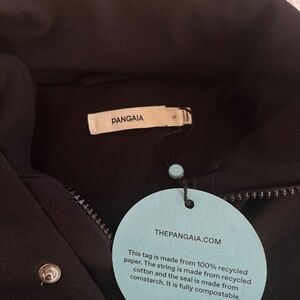 PANGAIA
THEPANGAIA.COM
This tag is made from 100% recycled
paper. The string is made from recycled
cotton and the seal is made from
cornstarch. It is fully compostable.